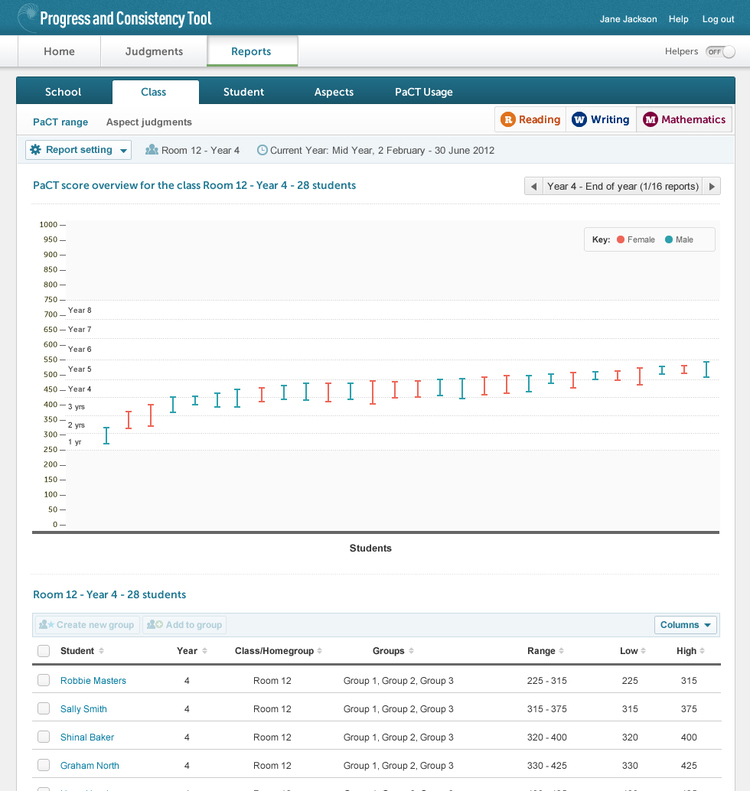 Progress and Consistency Tool
Jane Jackson Help Log out
Home Judgments Reports
Helpers OFF
School Class Student Aspects PaCT Usage
PaCT range Aspect judgments
R Reading W Writing M Mathematics
Report setting Room 12 - Year 4 Current Year: Mid Year, 2 February - 30 June 2012
PaCT score overview for the class Room 12 - Year 4 - 28 students
Year 4 - End of year (1/16 reports)
Key: Female Male
1000
950
900
850
800
750
Year 8
700
650 Year 7
600
Year 6
550
Year 5
500
450 Year 4
400
3 yrs
350
2 yrs
300
1 yr
250
200
150
100
50
0
Students
Room 12 - Year 4 - 28 students
Create new group Add to group Columns
Student Year Class/Homegroup Groups Range Low High
Robbie Masters 4 Room 12 Group 1, Group 2, Group 3 225 - 315 225 315
Sally Smith 4 Room 12 Group 1, Group 2, Group 3 315 - 375 315 375
Shinal Baker 4 Room 12 Group 1, Group 2, Group 3 320 - 400 320 400
Graham North 4 Room 12 Group 1, Group 2, Group 3 330 - 425 330 425